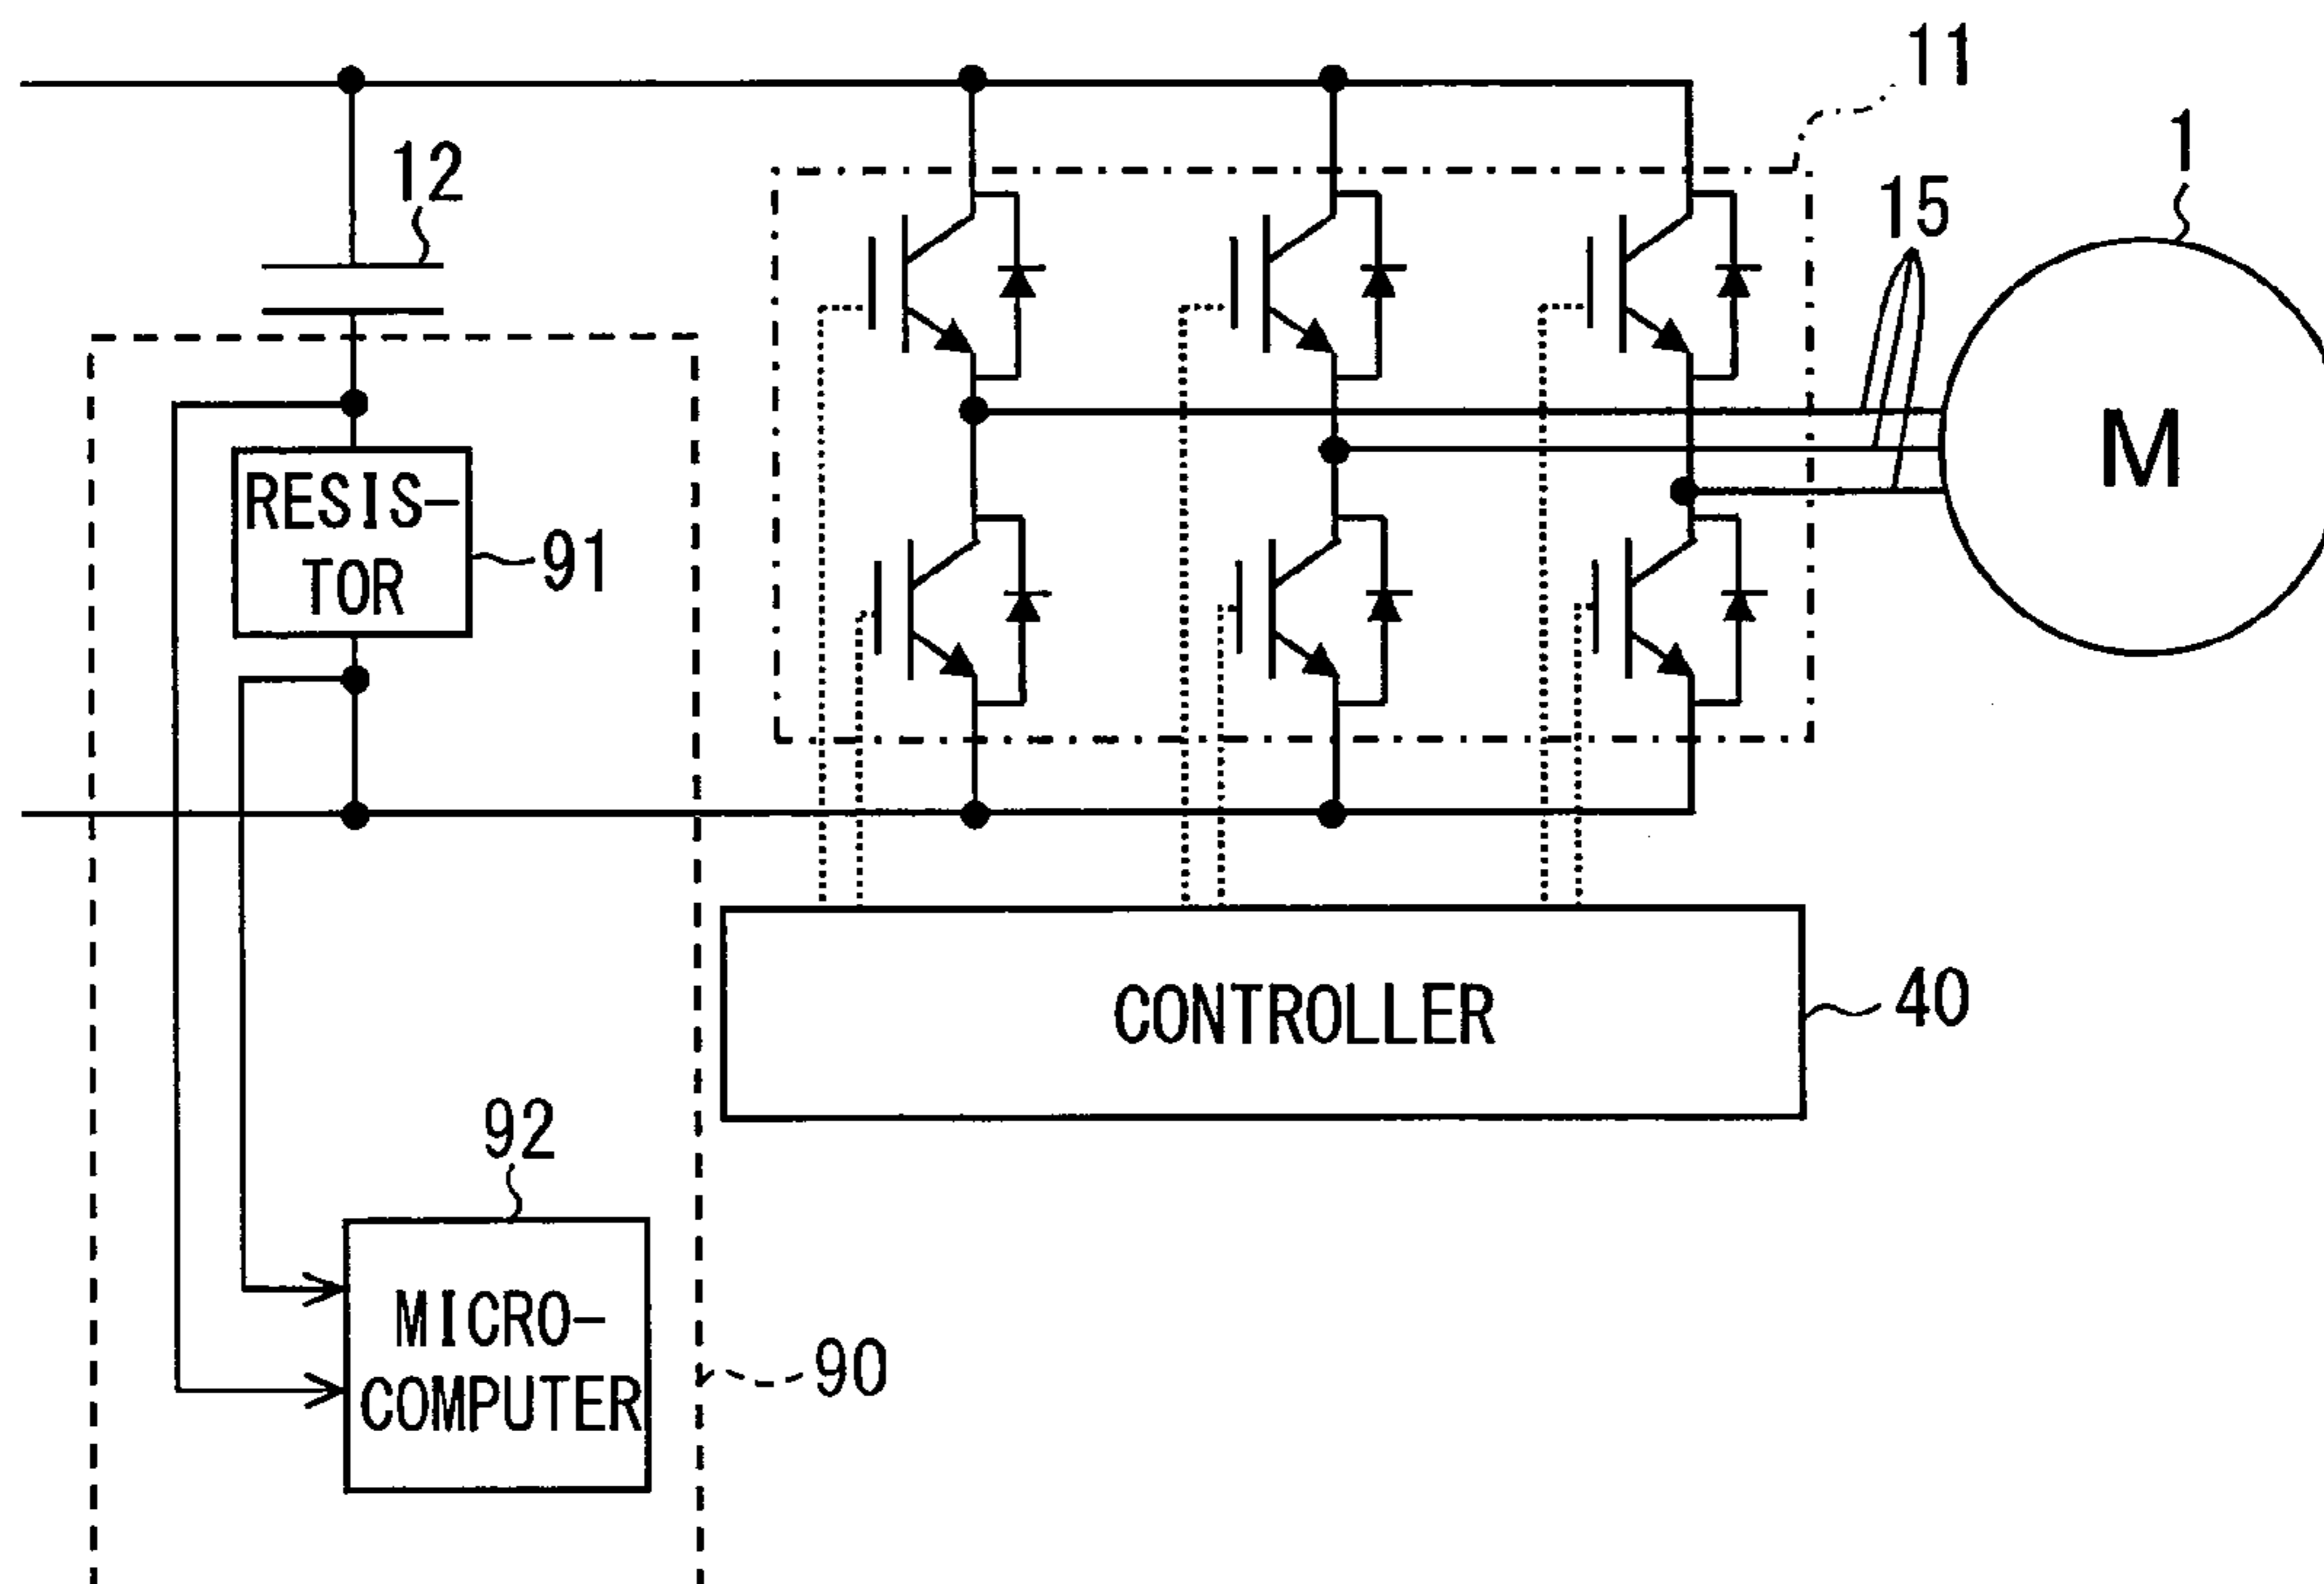 11
12
1
15
RESIS-
TOR
91
M
CONTROLLER
40
92
MICRO-
COMPUTER
90